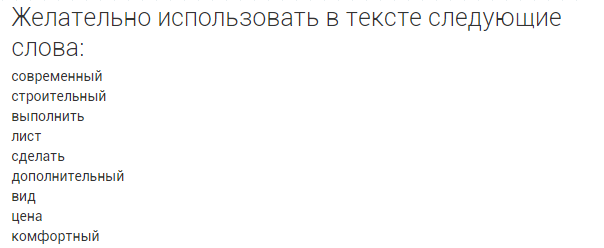 Желательно использовать в тексте следующие
слова:
современный
строительный
выполнить
лист
сделать
дополнительный
вид
цена
комфортный